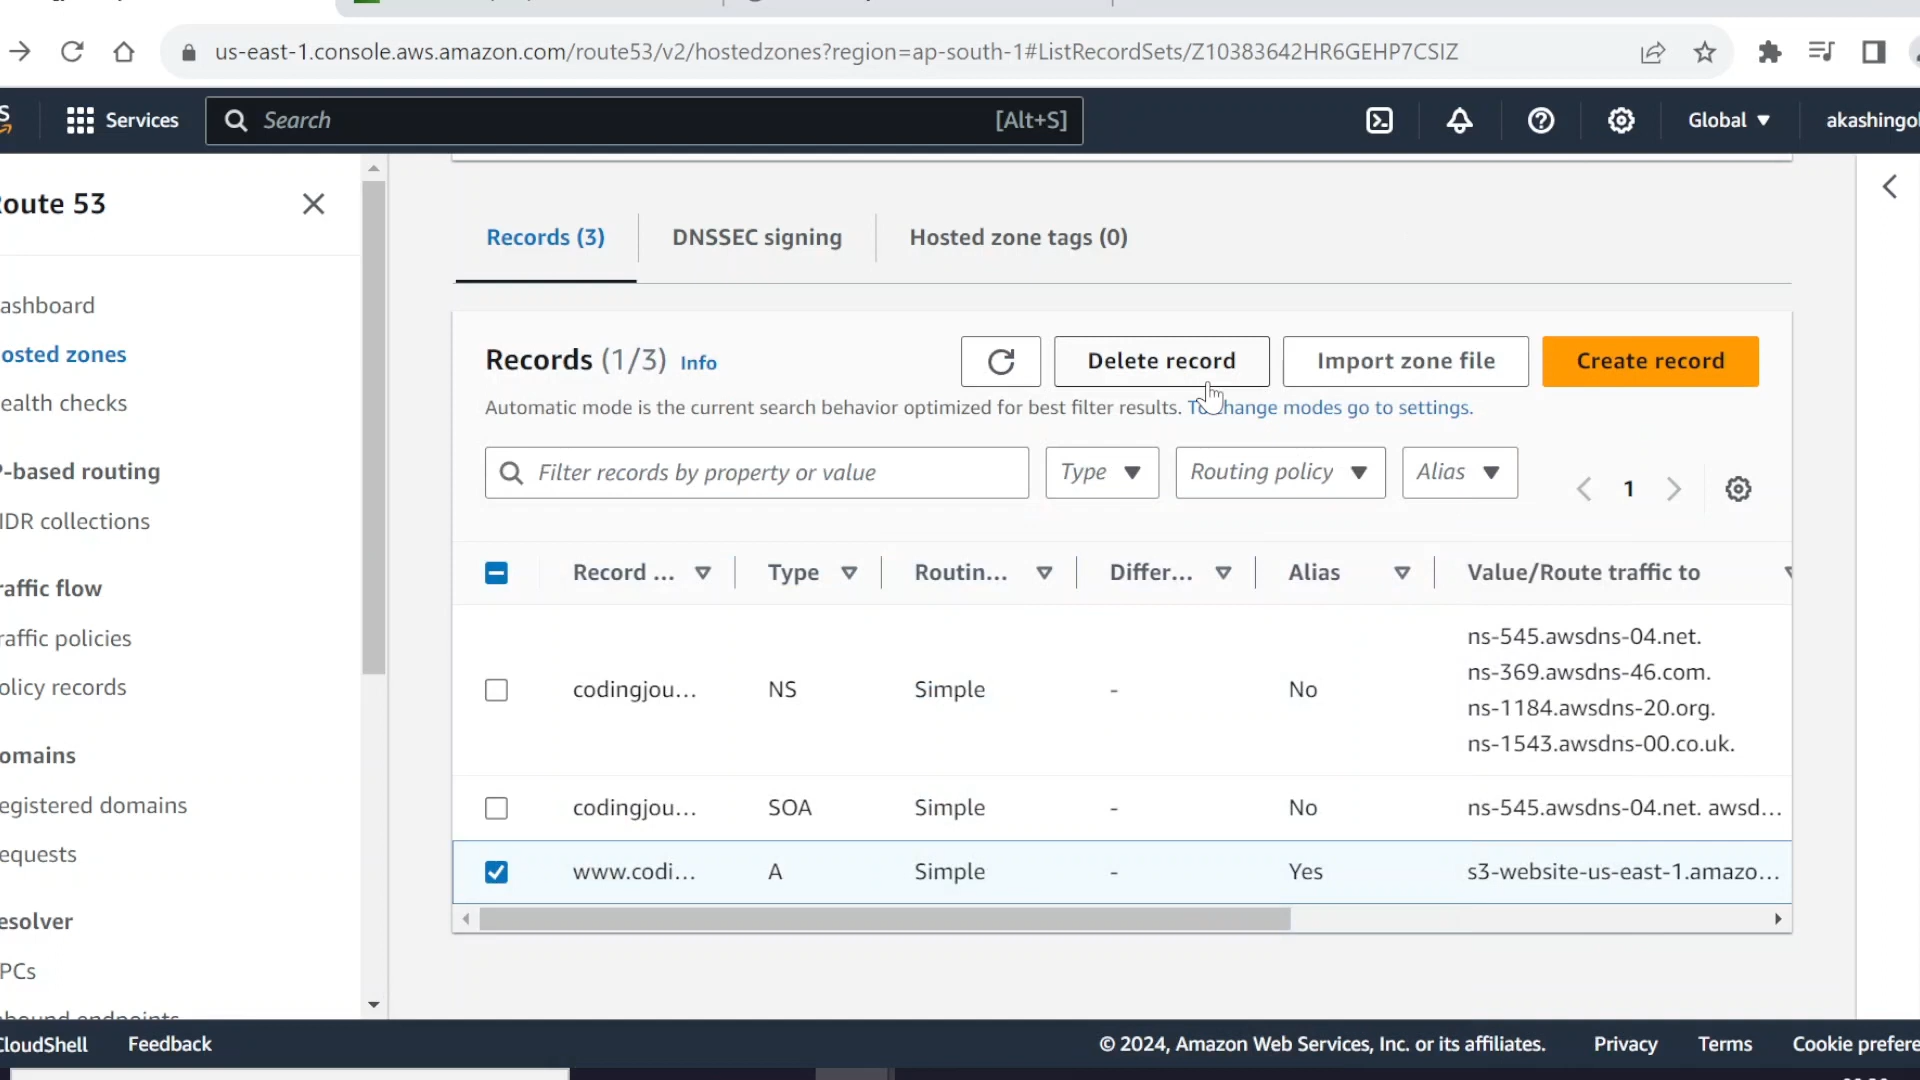 us-east-1.console.aws.amazon.com/route53/v2/hostedzones?region=ap-south-1#ListRecordSets/Z10383642HR6GEHP7CSIZ
Services
Search
[Alt+S]
Global
akashingol
oute 53
ashboard
osted zones
ealth checks
P-based routing
IDR collections
raffic flow
raffic policies
olicy records
omains
egistered domains
equests
esolver
PCs
Records (3)
DNSSEC signing
Hosted zone tags (0)
Records (1/3) Info
Delete record
Import zone file
Create record
Automatic mode is the current search behavior optimized for best filter results. To change modes go to settings.
Filter records by property or value
Type
Routing policy
Alias
1
Record ... Type Routin... Differ... Alias Value/Route traffic to
codingjou... NS Simple - No
ns-545.awsdns-04.net.
ns-369.awsdns-46.com.
ns-1184.awsdns-20.org.
ns-1543.awsdns-00.co.uk.
codingjou... SOA Simple - No ns-545.awsdns-04.net. awsd...
www.codi... A Simple - Yes s3-website-us-east-1.amazo...
CloudShell Feedback
© 2024, Amazon Web Services, Inc. or its affiliates. Privacy Terms Cookie prefere